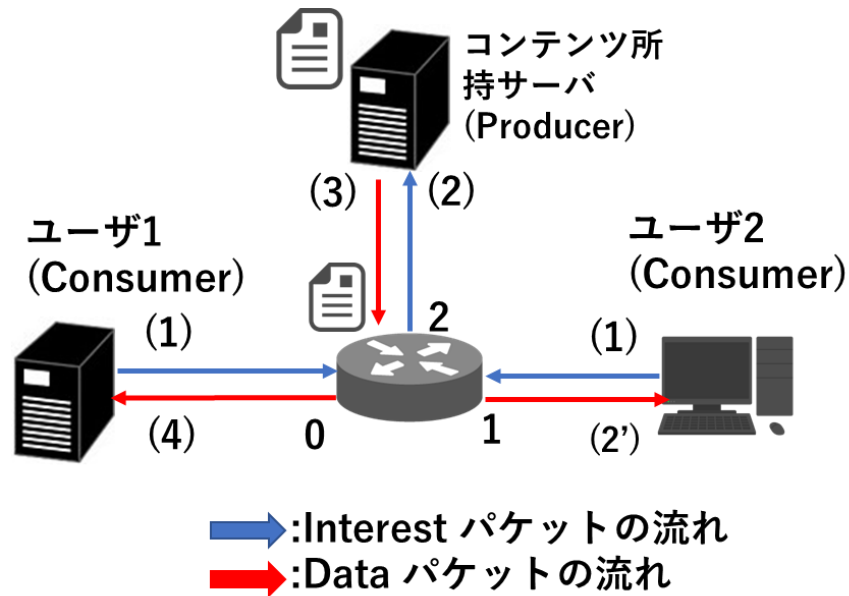 コンテンツ所
持サーバ
(Producer)
(3)
(2)
ユーザ1
(Consumer)
ユーザ2
(Consumer)
(1)
2
(1)
(4)
0
1
(2’)
:Interest パケットの流れ
:Data パケットの流れ